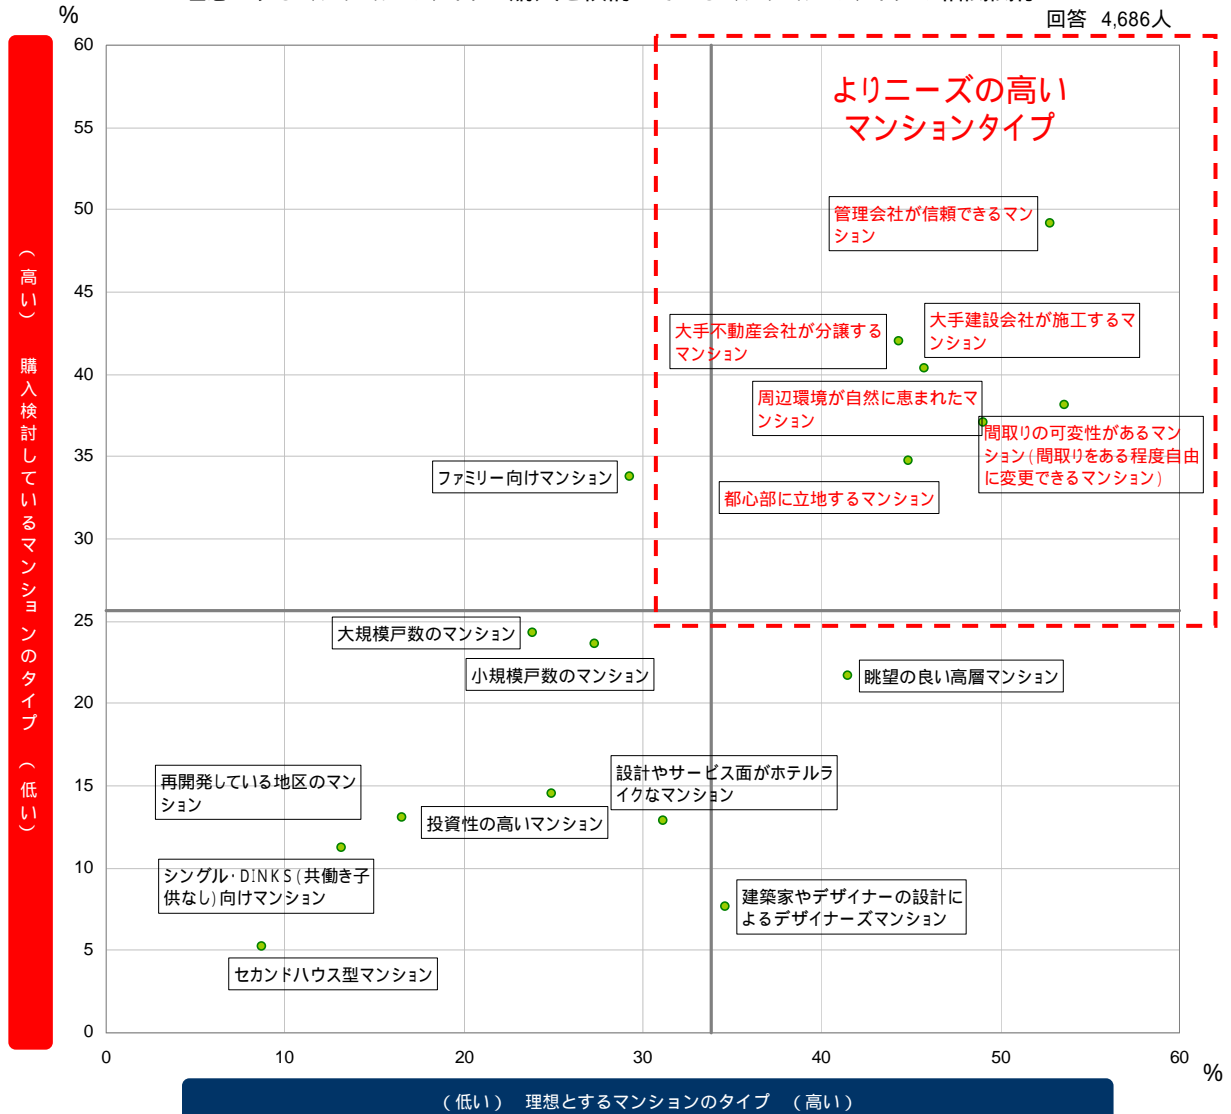 %
回答 4,686人
60
55
50
45
40
35
30
25
20
15
10
5
0
よりニーズの高い
マンションタイプ
管理会社が信頼できるマン
ション
大手不動産会社が分譲する
マンション
大手建設会社が施工するマ
ンション
周辺環境が自然に恵まれたマ
ンション
間取りの可変性があるマン
ション(間取りをある程度自由
に変更できるマンション)
ファミリー向けマンション
都心部に立地するマンション
大規模戸数のマンション
小規模戸数のマンション
眺望の良い高層マンション
再開発している地区のマン
ション
設計やサービス面がホテルラ
イクなマンション
投資性の高いマンション
シングル・DINKS(共働き子
供なし)向けマンション
建築家やデザイナーの設計に
よるデザイナーズマンション
セカンドハウス型マンション
(高い) 購入検討しているマンションのタイプ (低い)
0 10 20 30 40 50 60
%
(低い) 理想とするマンションのタイプ (高い)